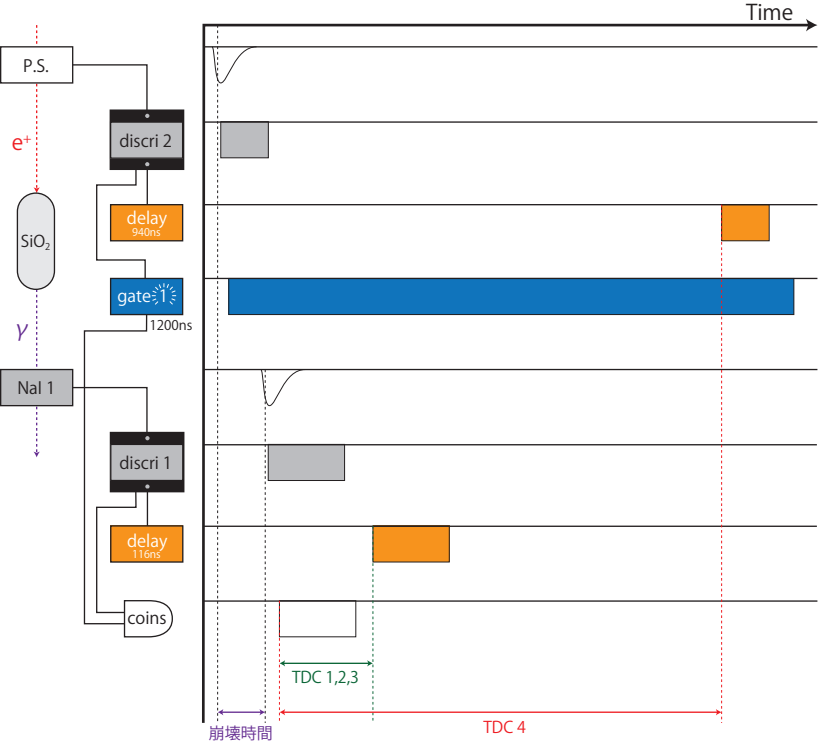 Time
P.S.
discri 2
e+
delay
940ns
SiO2
gate 1
1200ns
γ
NaI 1
discri 1
delay
116ns
coins
TDC 1,2,3
崩壊時間
TDC 4